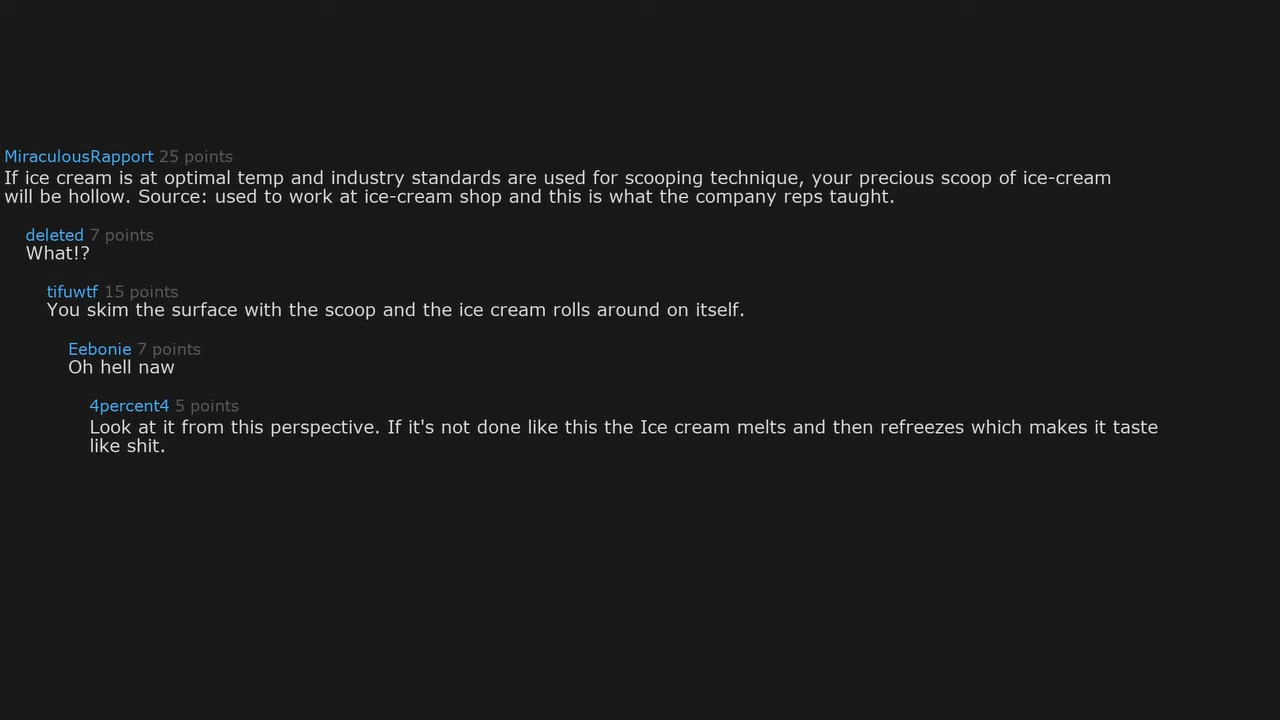 MiraculousRapport 25 points
If ice cream is at optimal temp and industry standards are used for scooping technique, your precious scoop of ice-cream
will be hollow. Source: used to work at ice-cream shop and this is what the company reps taught.
deleted 7 points
What!?
tifuwtf 15 points
You skim the surface with the scoop and the ice cream rolls around on itself.
Eebonie 7 points
Oh hell naw
4percent4 5 points
Look at it from this perspective. If it's not done like this the Ice cream melts and then refreezes which makes it taste
like shit.